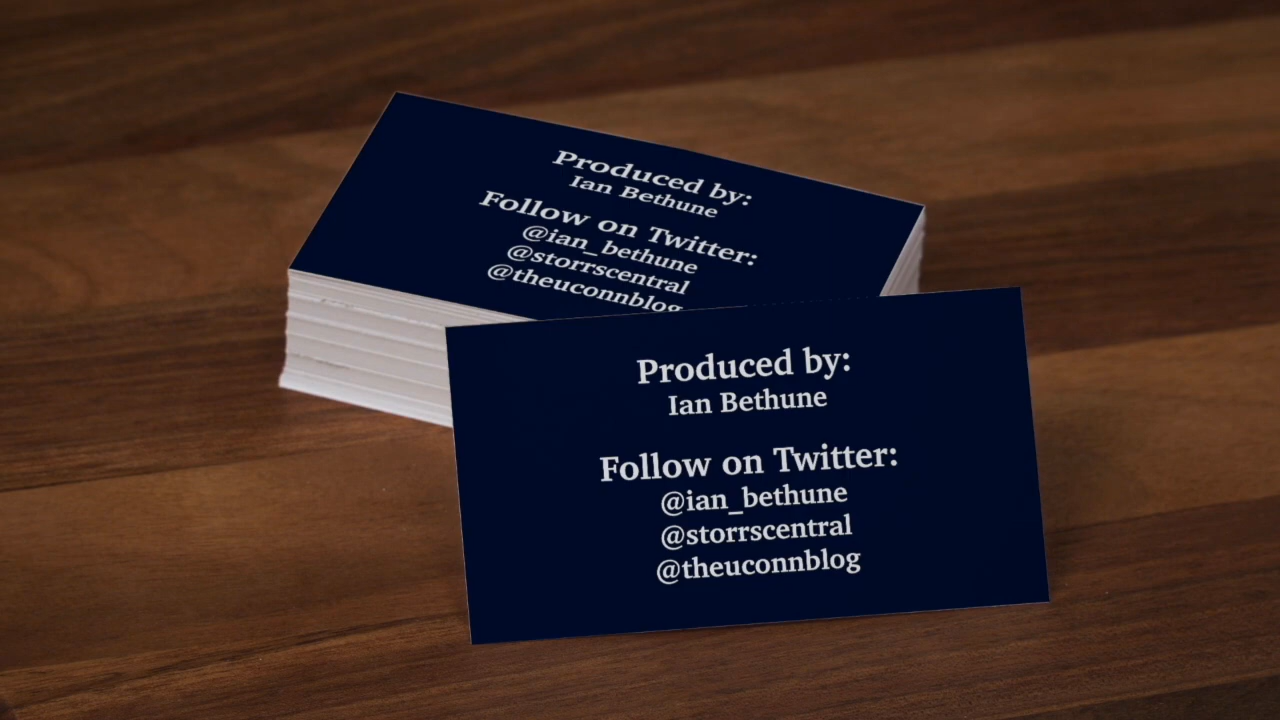 Produced by:
Ian Bethune
Follow on Twitter:
@ian_bethune
@storrscentral
@theuconnblog
Produced by:
Ian Bethune
Follow on Twitter:
@ian_bethune
@storrscentral
@theuconnblog